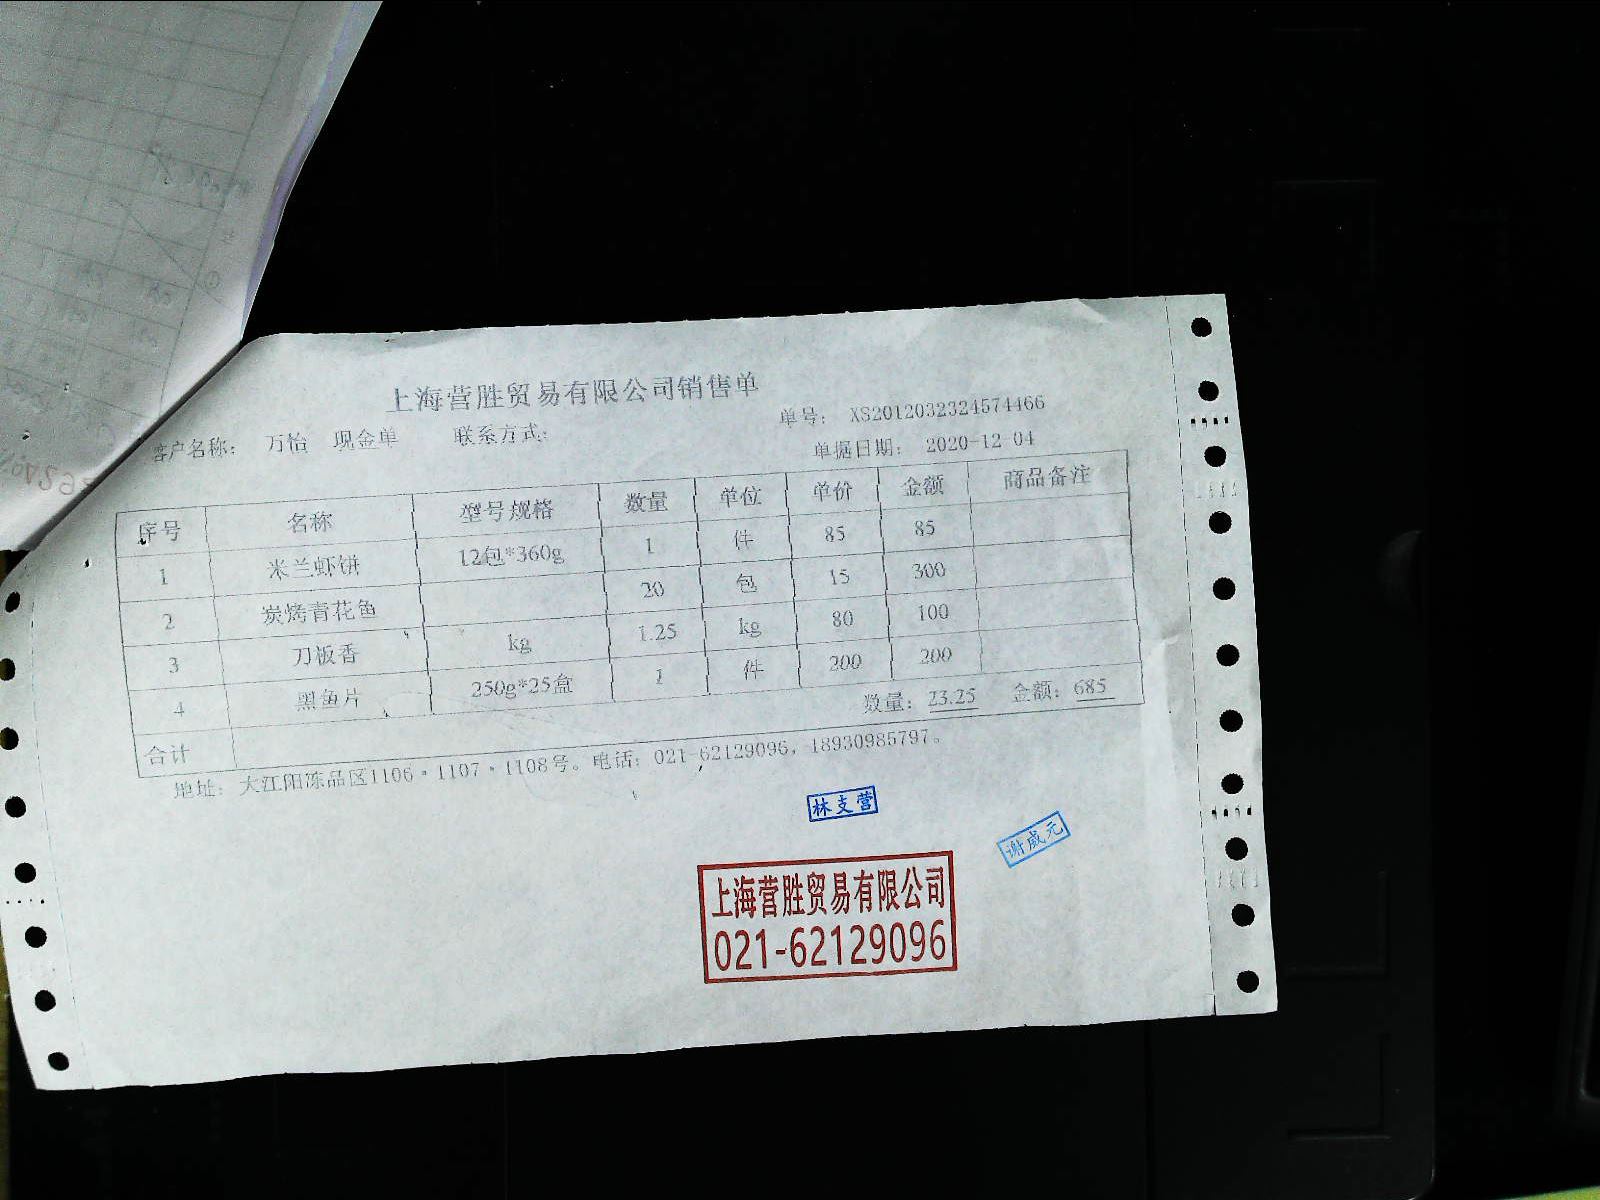 上海营胜贸易有限公司销售单
单号: XS2012032324574466
客户名称: 万怡 现金单 联系方式:
单据日期: 2020-12-04
序号 名称 型号规格 数量 单位 单价 金额 商品备注
1 米兰虾饼 12包*360g 1 件 85 85
2 炭烤青花鱼 20 包 15 300
3 刀板香 kg 1.25 kg 80 100
4 黑鱼片 250g*25盒 1 件 200 200
合计 数量: 23.25 金额: 685
地址: 大江阳冻品区1106·1107·1108号。电话: 021-62129096, 18930985797。
林支营
谢威元
上海营胜贸易有限公司
021-62129096